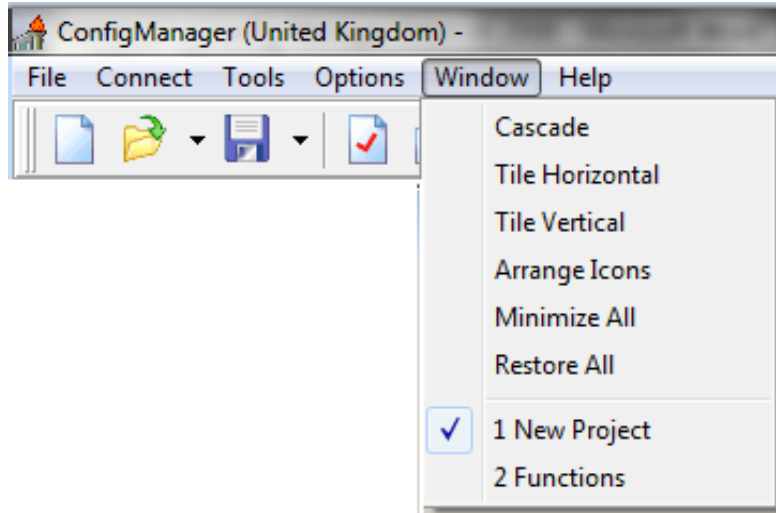 ConfigManager (United Kingdom) -
File Connect Tools Options Window Help
Cascade
Tile Horizontal
Tile Vertical
Arrange Icons
Minimize All
Restore All
1 New Project
2 Functions